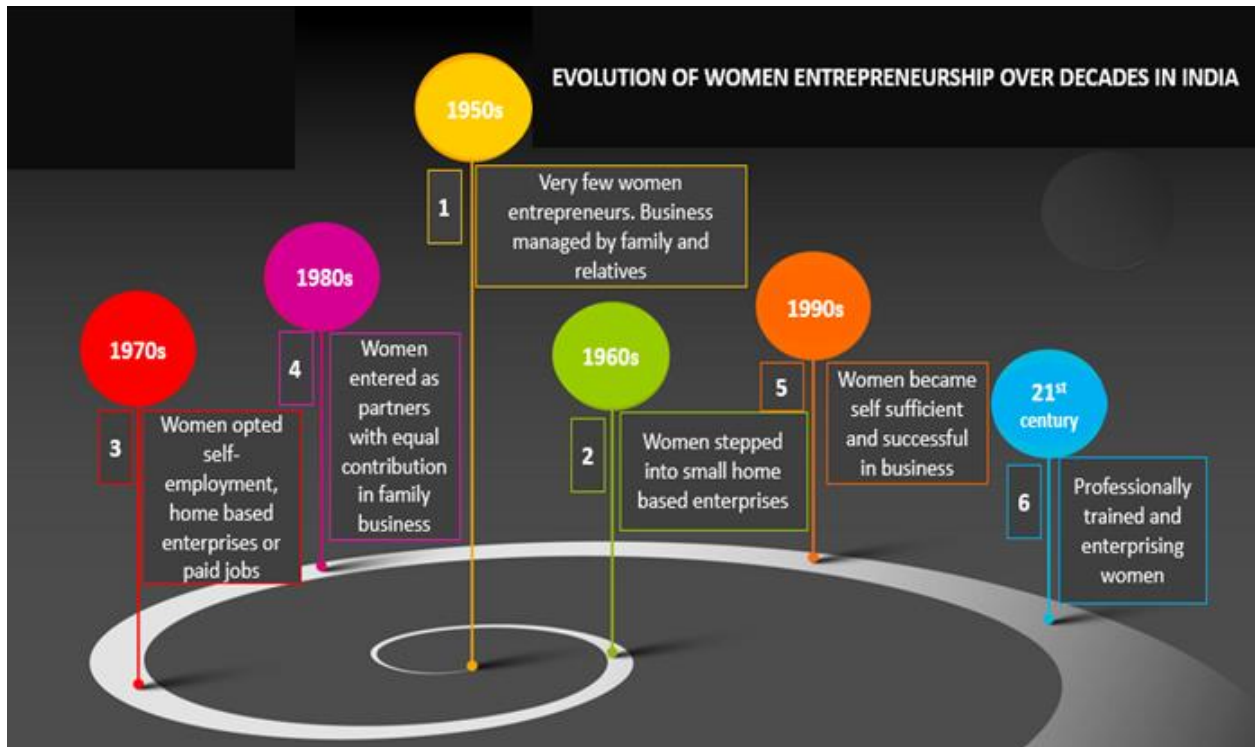 EVOLUTION OF WOMEN ENTREPRENEURSHIP OVER DECADES IN INDIA
1950s
1
Very few women
entrepreneurs. Business
managed by family and
relatives
1960s
2
Women stepped
into small home
based enterprises
1970s
3
Women opted
self-
employment,
home based
enterprises or
paid jobs
1980s
4
Women
entered as
partners
with equal
contribution
in family
business
1990s
5
Women became
self sufficient
and successful
in business
21st
century
6
Professionally
trained and
enterprising
women